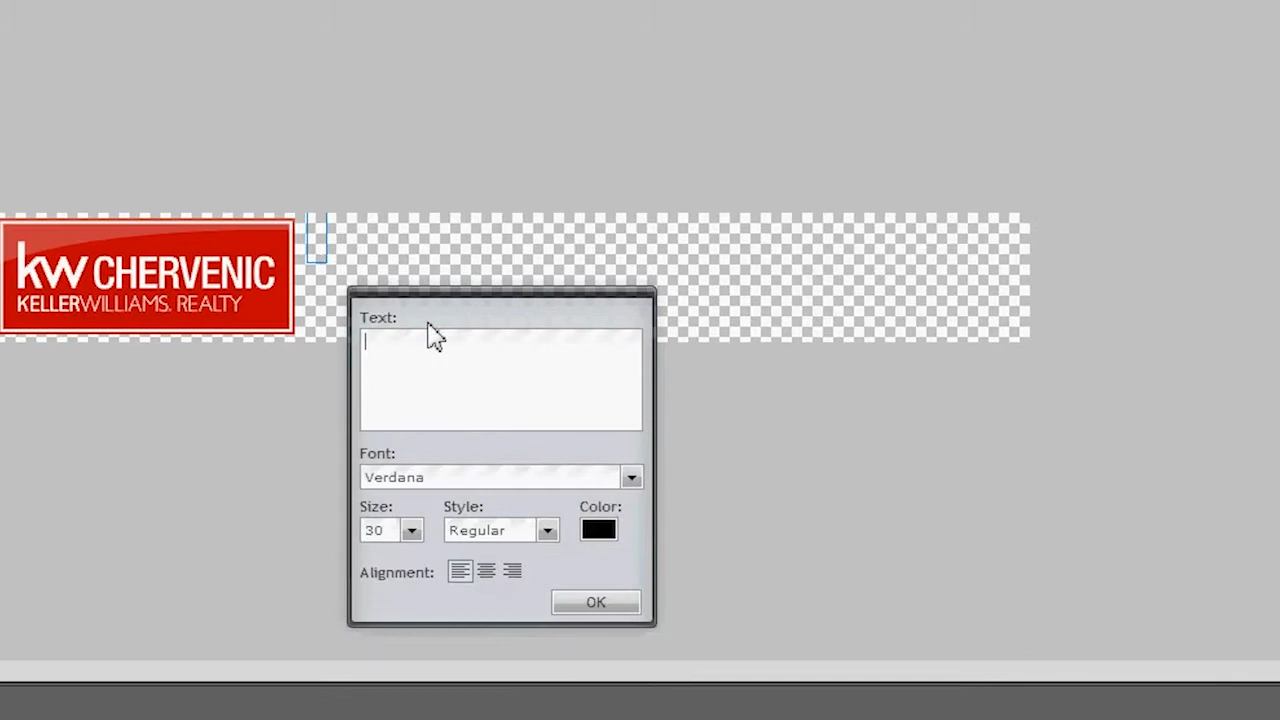 kw CHERVENIC
KELLERWILLIAMS. REALTY
Text:
Font:
Verdana
Size:
Style:
Color:
30
Regular
Alignment:
OK